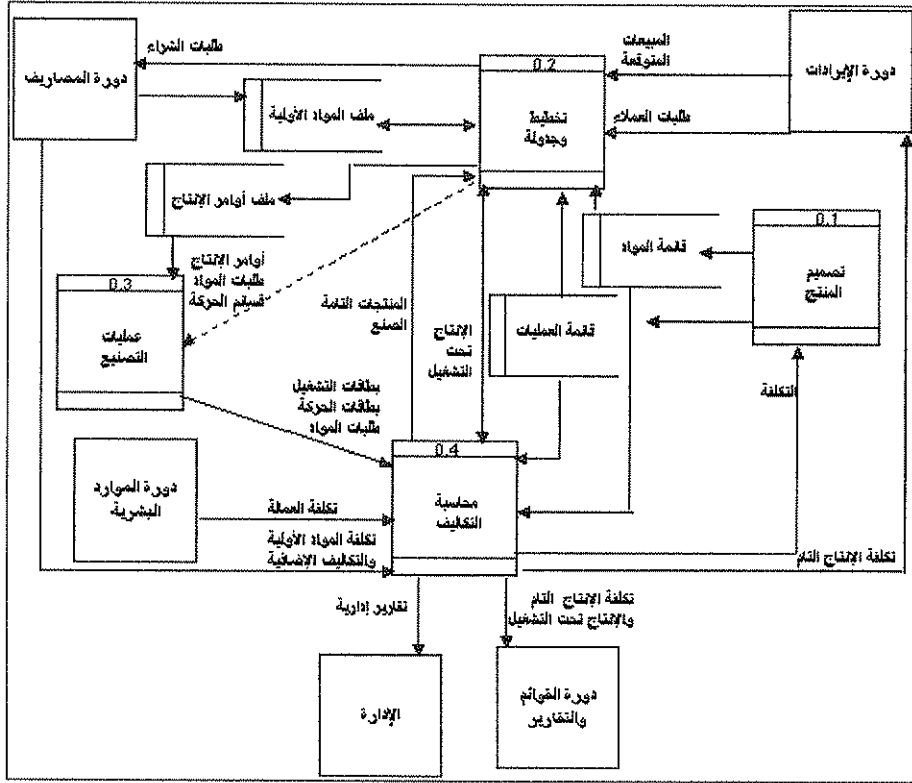 دورة المصاريف
طلبات الشراء
0.2
تخطيط
وجدولة
المبيعات
المتوقعة
طلبات العملاء
دورة الإيرادات
ملف المواد الأولية
ملف أوامر الإنتاج
أوامر الإنتاج
طلبات المواد
قسائم الحركة
0.3
عمليات
التصنيع
المنتجات التامة
الصنع
الإنتاج
تحت
التشغيل
قائمة العمليات
قائمة المواد
0.1
تصميم
المنتج
التكلفة
بطاقات التشغيل
بطاقات الحركة
طلبات المواد
0.4
محاسبة
التكاليف
دورة الموارد
البشرية
تكلفة العمالة
تكلفة المواد الأولية
والتكاليف الإضافية
تكلفة الإنتاج التام
تقارير إدارية
تكلفة الإنتاج التام
والإنتاج تحت التشغيل
الإدارة
دورة القوائم
والتقارير